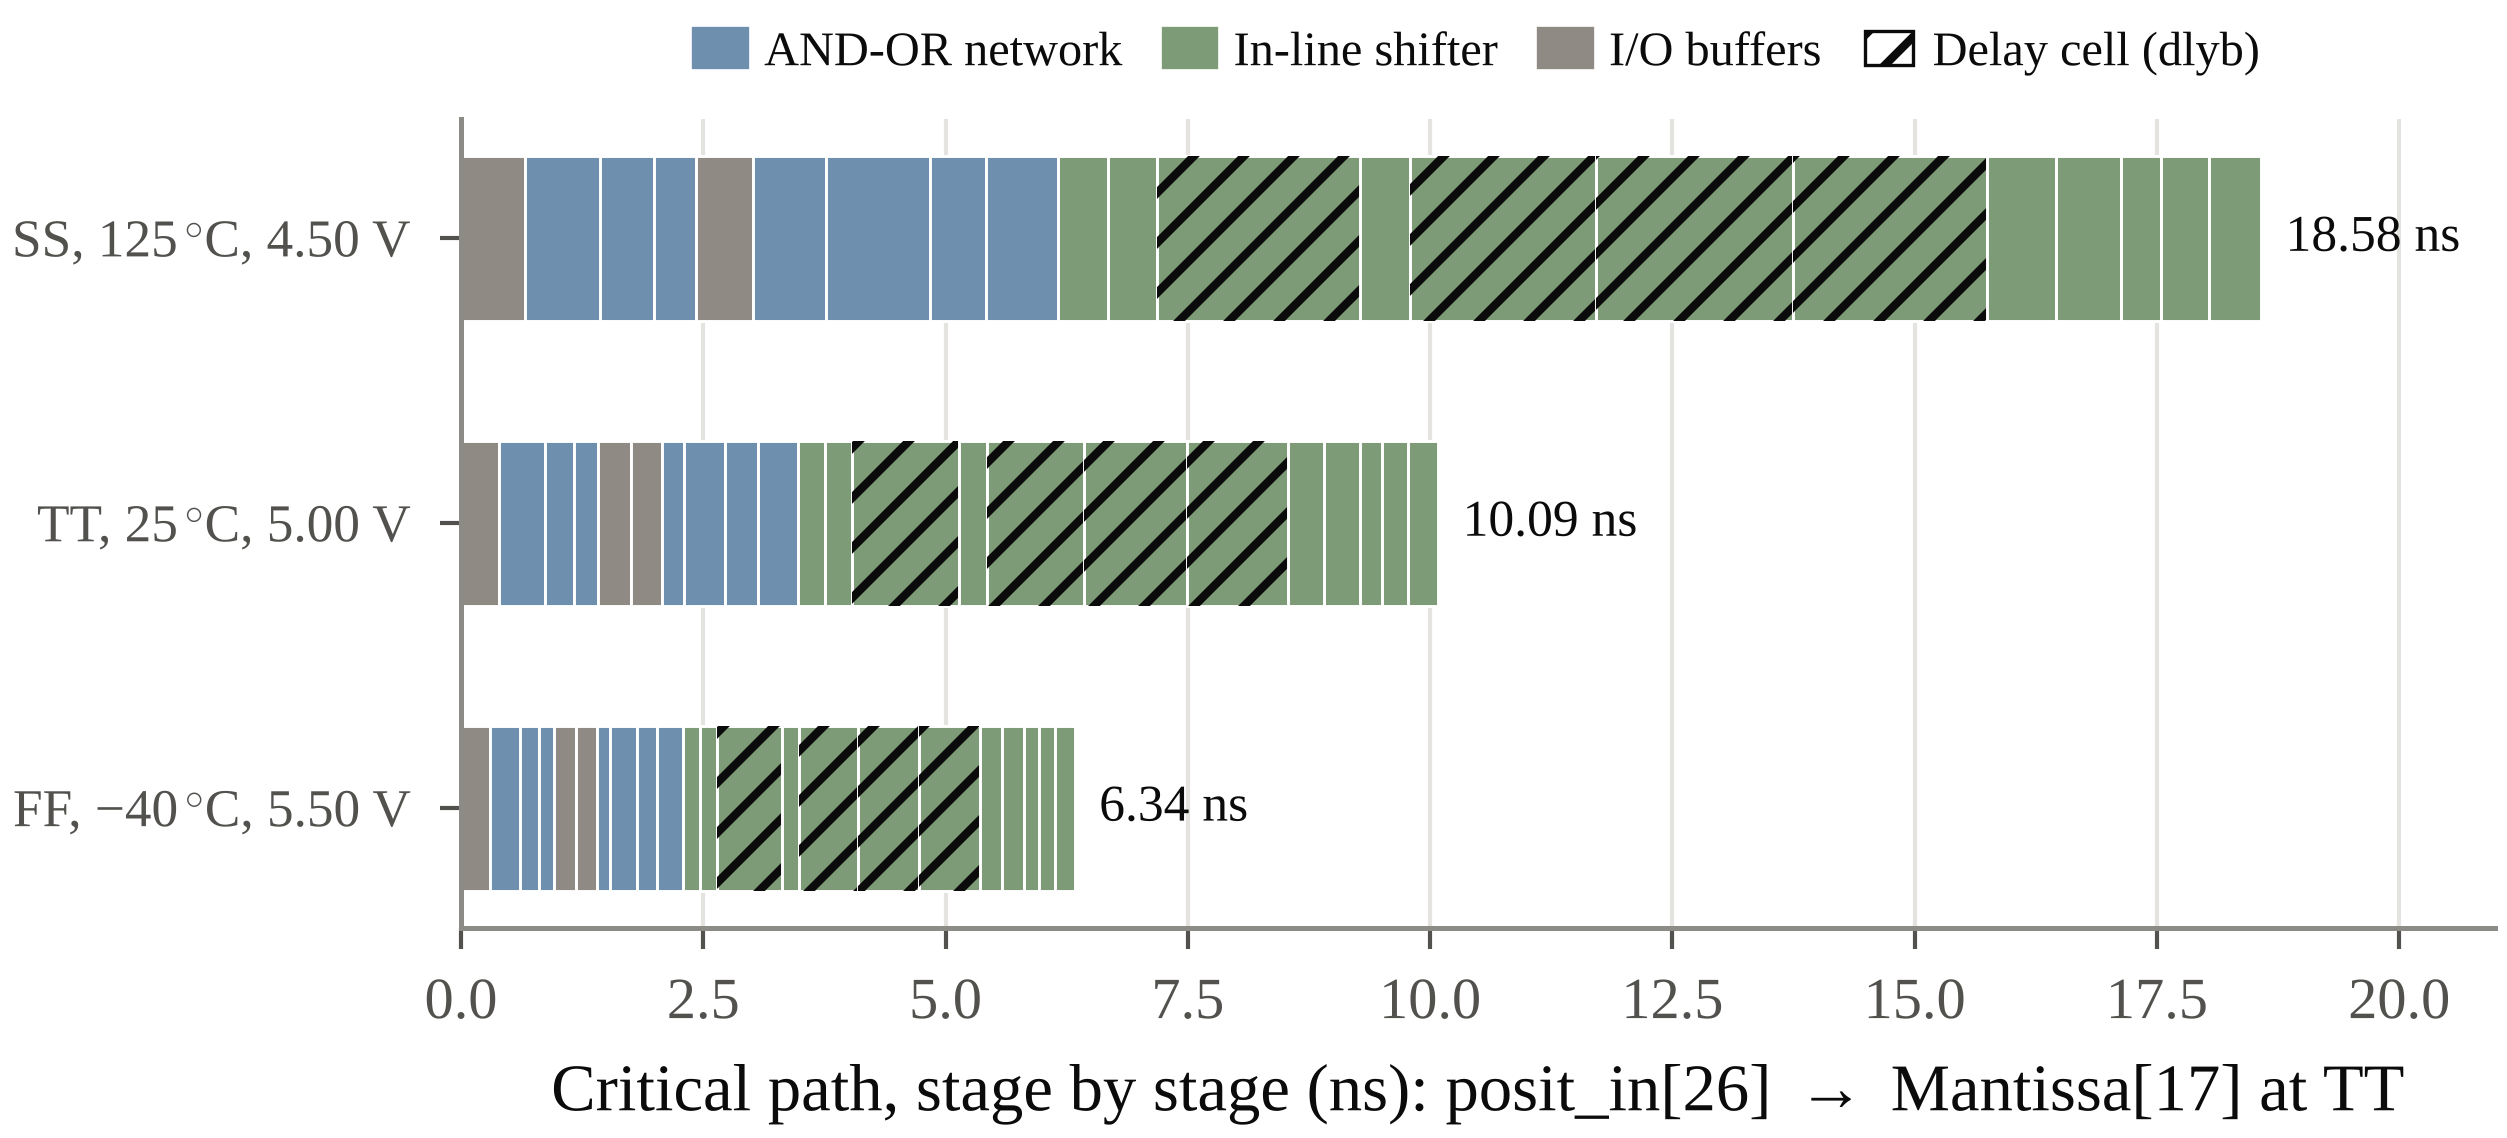 AND-OR network In-line shifter I/O buffers Delay cell (dlyb)
SS, 125°C, 4.50 V
18.58 ns
TT, 25°C, 5.00 V
10.09 ns
FF, −40°C, 5.50 V
6.34 ns
0.0 2.5 5.0 7.5 10.0 12.5 15.0 17.5 20.0
Critical path, stage by stage (ns): posit_in[26] → Mantissa[17] at TT